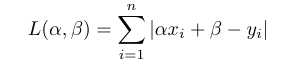 L(α, β) = ∑_{i=1}^{n} |αx_i + β − y_i|